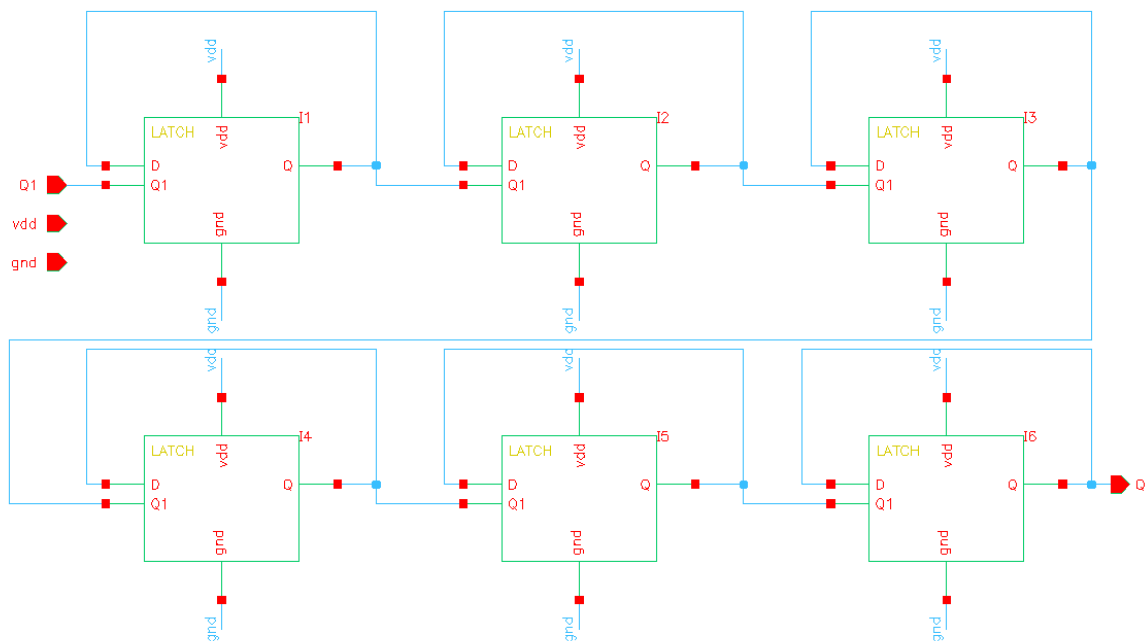 vdd
vdd
vdd
I1
I2
I3
LATCH
vdd
LATCH
vdd
LATCH
vdd
D
Q
D
Q
D
Q
Q1
Q1
Q1
Q1
vdd
gnd
gnd
gnd
gnd
gnd
gnd
gnd
vdd
vdd
vdd
I4
I5
I6
LATCH
vdd
LATCH
vdd
LATCH
vdd
D
Q
D
Q
D
Q
Q
Q1
Q1
Q1
gnd
gnd
gnd
gnd
gnd
gnd